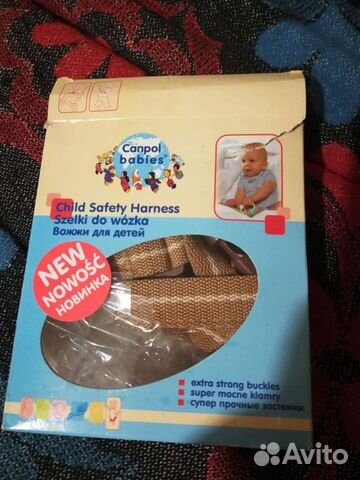 Canpol
babies®
Child Safety Harness
Szelki do wózka
Вожжи для детей
NEW
NOWOŚĆ
НОВИНКА
extra strong buckles
super mocne klamry
супер прочные застежки
Avito